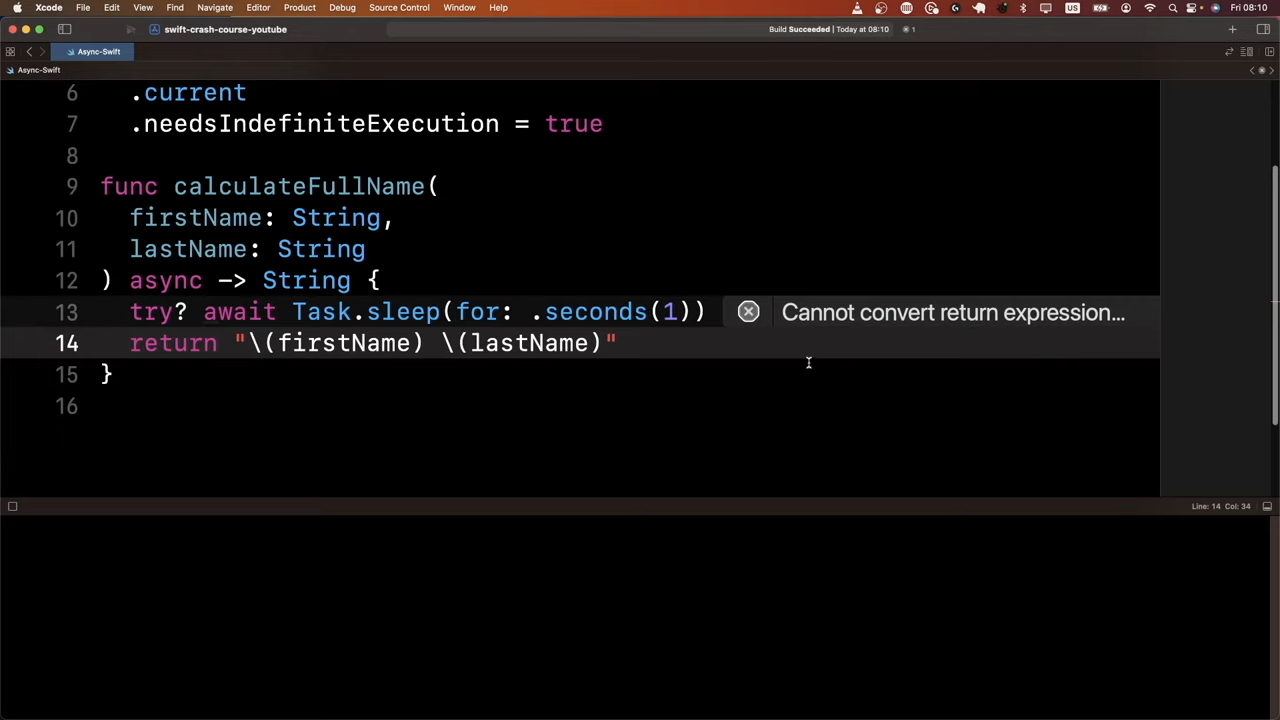 Xcode File Edit View Find Navigate Editor Product Debug Source Control Window Help US Fri 08:10
swift-crash-course-youtube Build Succeeded | Today at 08:10 1
Async-Swift
Async-Swift
6 .current
7 .needsIndefiniteExecution = true
8
9 func calculateFullName(
10 firstName: String,
11 lastName: String
12 ) async -> String {
13 try? await Task.sleep(for: .seconds(1)) Cannot convert return expression...
14 return "\(firstName) \(lastName)"
15 }
16
Line: 14 Col: 34